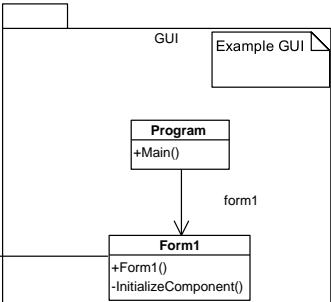 GUI
Example GUI
Program
+Main()
form1
Form1
+Form1()
-InitializeComponent()